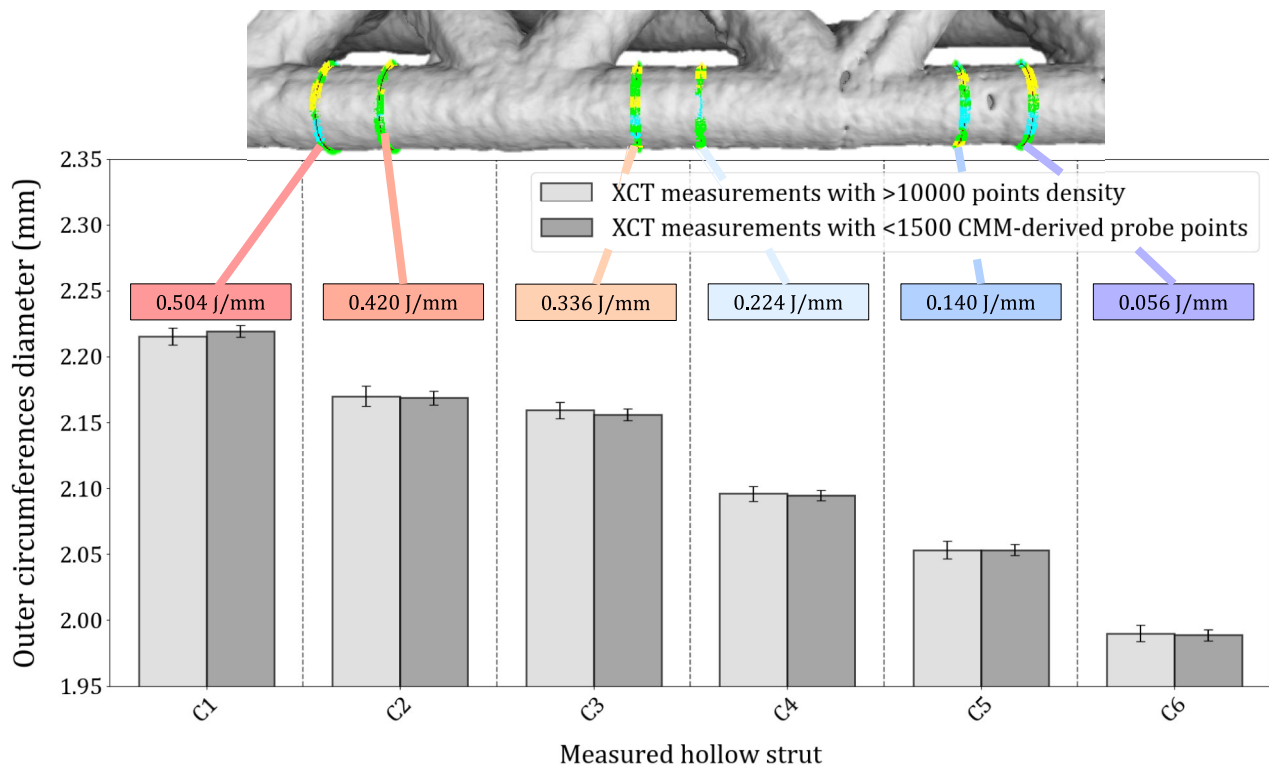 2.35
2.30
2.25
2.20
2.15
2.10
2.05
2.00
1.95
Outer circumferences diameter (mm)
XCT measurements with >10000 points density
XCT measurements with <1500 CMM-derived probe points
0.504 J/mm
0.420 J/mm
0.336 J/mm
0.224 J/mm
0.140 J/mm
0.056 J/mm
C1
C2
C3
C4
C5
C6
Measured hollow strut